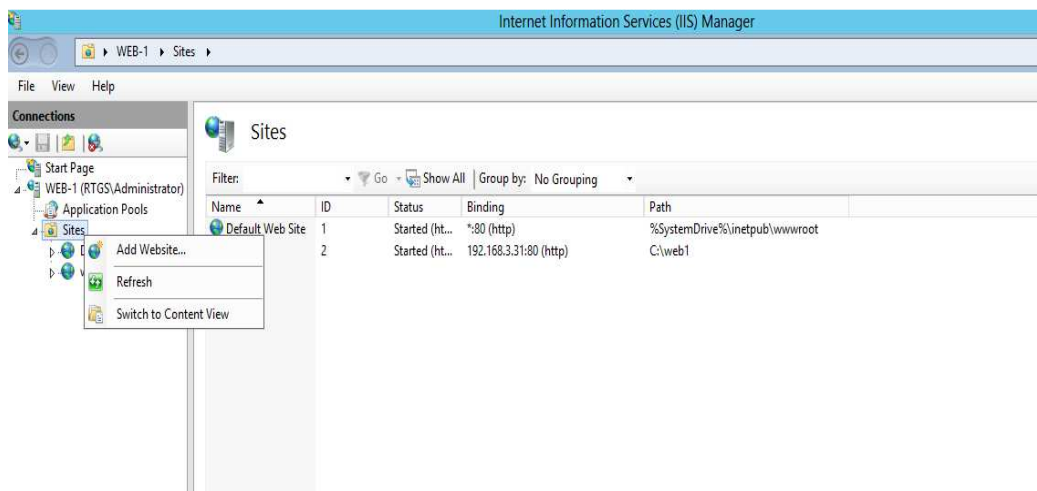 Internet Information Services (IIS) Manager
WEB-1 Sites
File View Help
Connections
Start Page
WEB-1 (RTGS\Administrator)
Application Pools
Sites
Add Website...
Refresh
Switch to Content View
Sites
Filter: Go Show All Group by: No Grouping
Name ID Status Binding Path
Default Web Site 1 Started (ht... *:80 (http) %SystemDrive%\inetpub\wwwroot
2 Started (ht... 192.168.3.31:80 (http) C:\web1